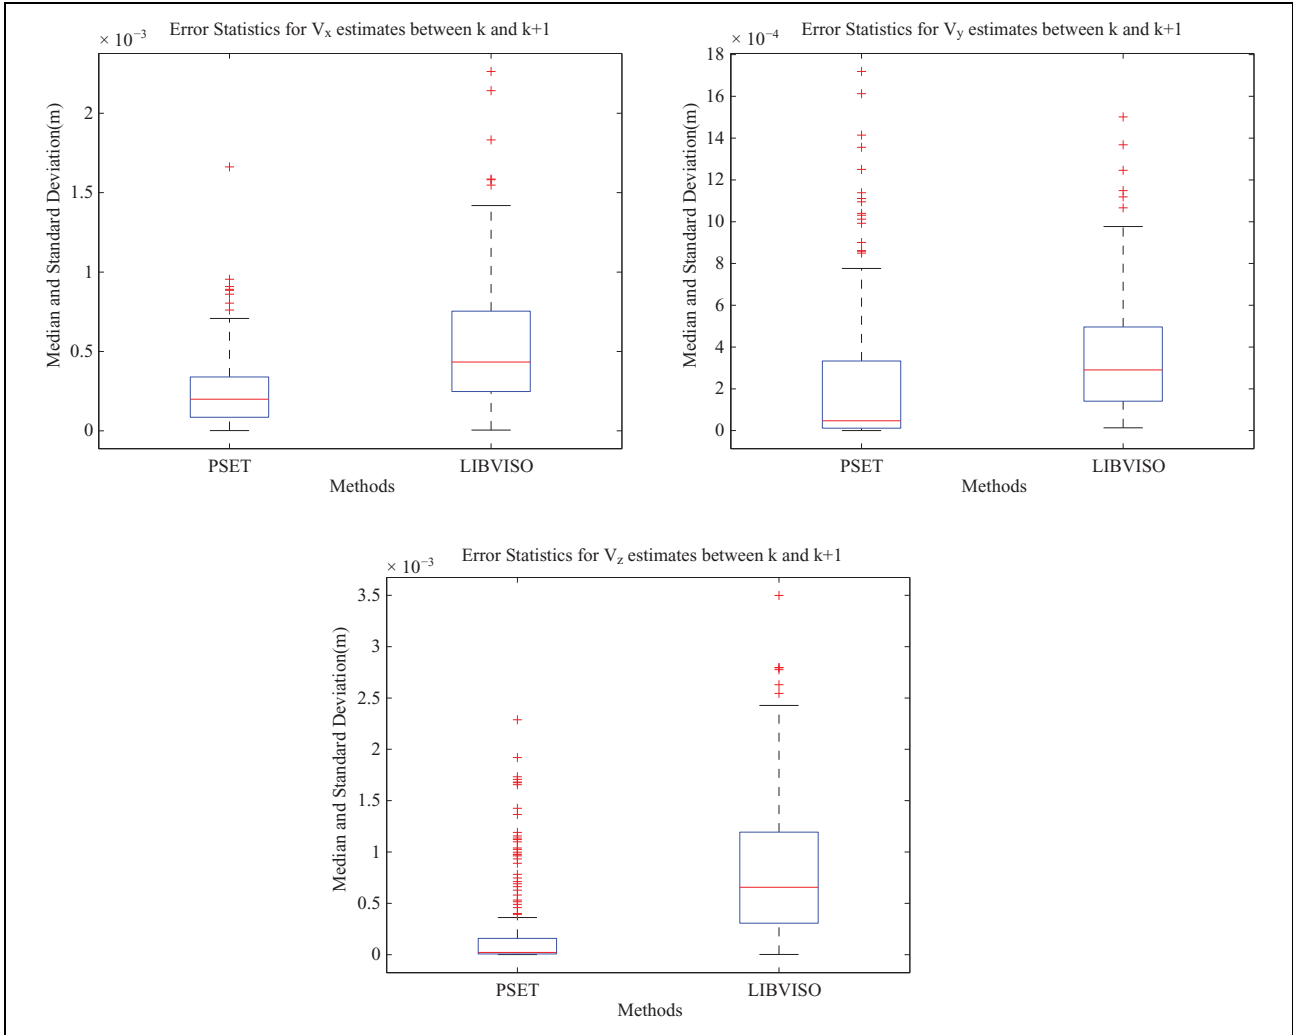 Error Statistics for Vx estimates between k and k+1
× 10−3
Median and Standard Deviation(m)
2
1.5
1
0.5
0
PSET LIBVISO
Methods
Error Statistics for Vy estimates between k and k+1
× 10−4
Median and Standard Deviation(m)
18
16
14
12
10
8
6
4
2
0
PSET LIBVISO
Methods
Error Statistics for Vz estimates between k and k+1
× 10−3
Median and Standard Deviation(m)
3.5
3
2.5
2
1.5
1
0.5
0
PSET LIBVISO
Methods